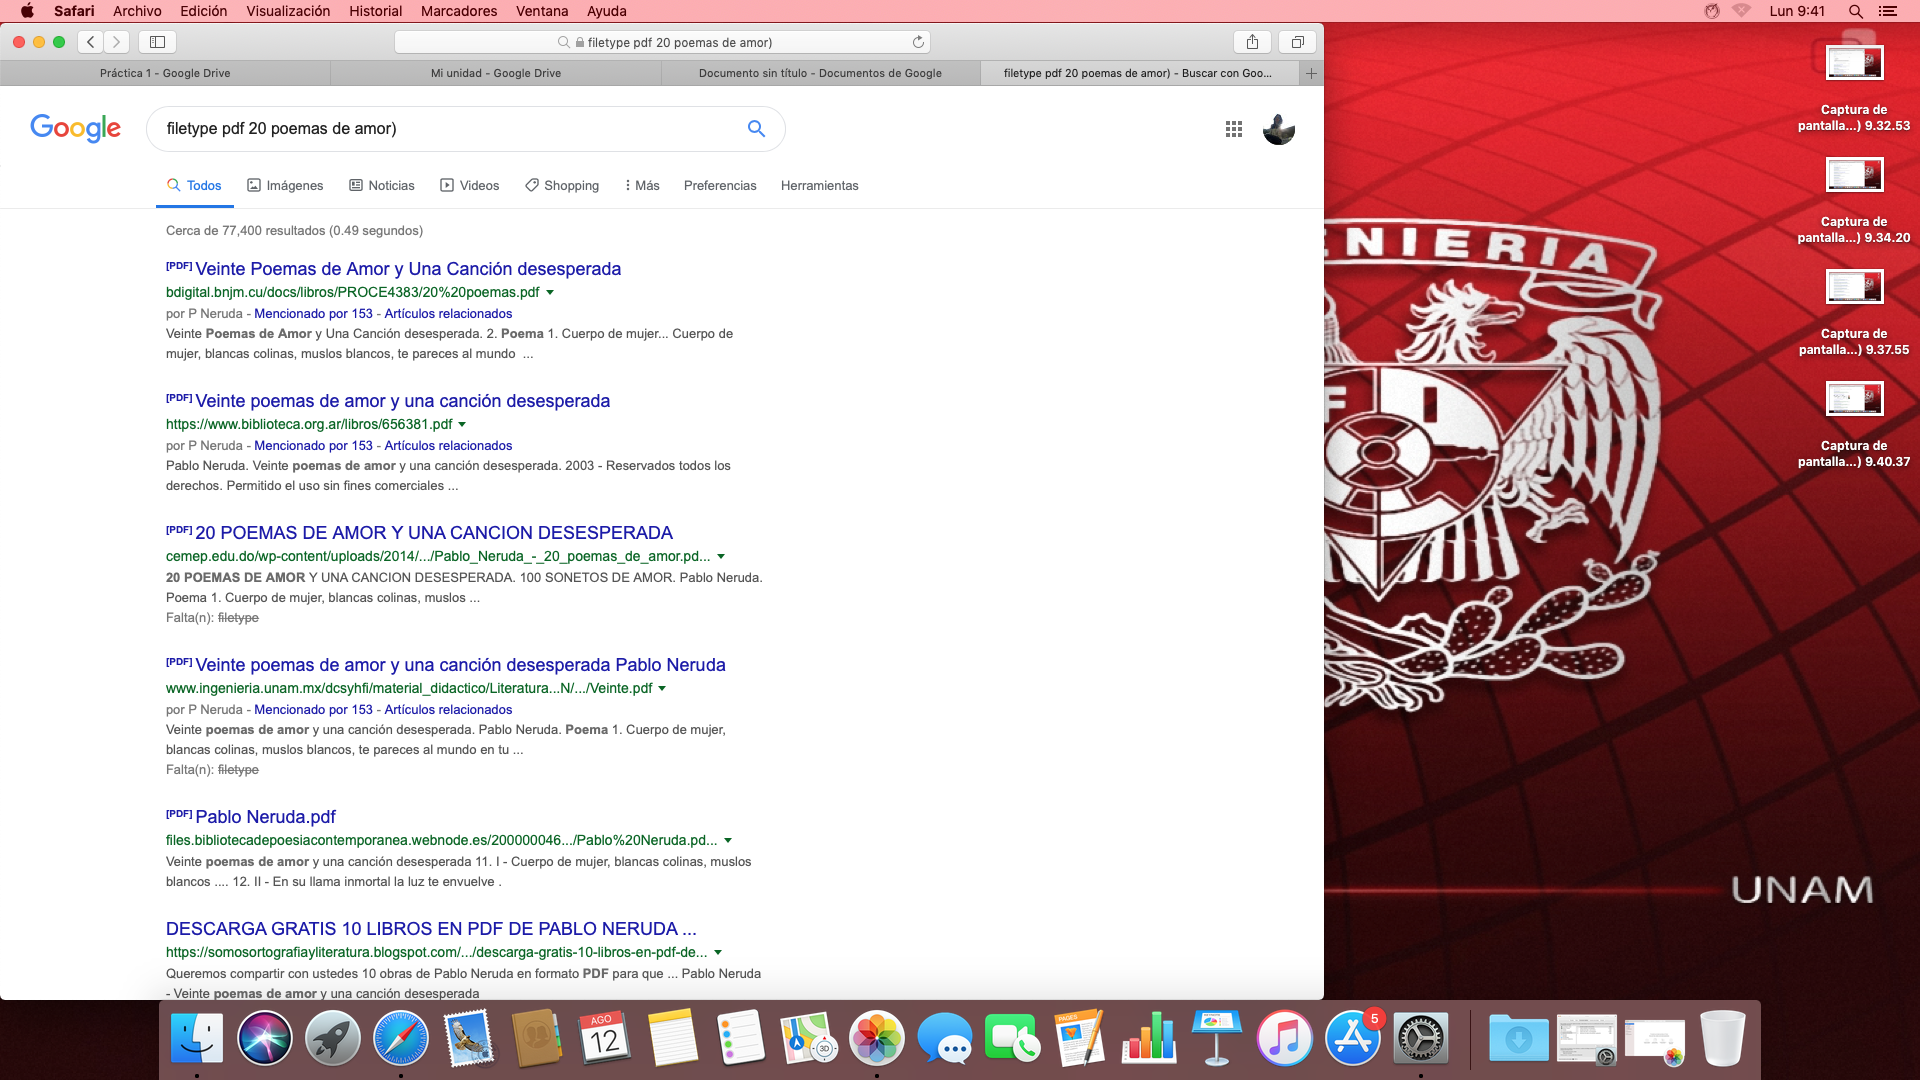 Safari Archivo Edición Visualización Historial Marcadores Ventana Ayuda Lun 9:41
filetype pdf 20 poemas de amor)
Práctica 1 - Google Drive Mi unidad - Google Drive Documento sin título - Documentos de Google filetype pdf 20 poemas de amor) - Buscar con Goo...
Google filetype pdf 20 poemas de amor)
Todos Imágenes Noticias Videos Shopping Más Preferencias Herramientas
Cerca de 77,400 resultados (0.49 segundos)
[PDF] Veinte Poemas de Amor y Una Canción desesperada
bdigital.bnjm.cu/docs/libros/PROCE4383/20%20poemas.pdf
por P Neruda - Mencionado por 153 - Artículos relacionados
Veinte Poemas de Amor y Una Canción desesperada. 2. Poema 1. Cuerpo de mujer... Cuerpo de
mujer, blancas colinas, muslos blancos, te pareces al mundo ...
[PDF] Veinte poemas de amor y una canción desesperada
https://www.biblioteca.org.ar/libros/656381.pdf
por P Neruda - Mencionado por 153 - Artículos relacionados
Pablo Neruda. Veinte poemas de amor y una canción desesperada. 2003 - Reservados todos los
derechos. Permitido el uso sin fines comerciales ...
[PDF] 20 POEMAS DE AMOR Y UNA CANCION DESESPERADA
cemep.edu.do/wp-content/uploads/2014/.../Pablo_Neruda_-_20_poemas_de_amor.pd...
20 POEMAS DE AMOR Y UNA CANCION DESESPERADA. 100 SONETOS DE AMOR. Pablo Neruda.
Poema 1. Cuerpo de mujer, blancas colinas, muslos ...
Falta(n): filetype
[PDF] Veinte poemas de amor y una canción desesperada Pablo Neruda
www.ingenieria.unam.mx/dcsyhfi/material_didactico/Literatura...N/.../Veinte.pdf
por P Neruda - Mencionado por 153 - Artículos relacionados
Veinte poemas de amor y una canción desesperada. Pablo Neruda. Poema 1. Cuerpo de mujer,
blancas colinas, muslos blancos, te pareces al mundo en tu ...
Falta(n): filetype
[PDF] Pablo Neruda.pdf
files.bibliotecadepoesiacontemporanea.webnode.es/200000046.../Pablo%20Neruda.pd...
Veinte poemas de amor y una canción desesperada 11. I - Cuerpo de mujer, blancas colinas, muslos
blancos .... 12. II - En su llama inmortal la luz te envuelve .
DESCARGA GRATIS 10 LIBROS EN PDF DE PABLO NERUDA ...
https://somosortografiayliteratura.blogspot.com/.../descarga-gratis-10-libros-en-pdf-de...
Queremos compartir con ustedes 10 obras de Pablo Neruda en formato PDF para que ... Pablo Neruda
- Veinte poemas de amor y una canción desesperada
Captura de
pantalla...) 9.32.53
Captura de
pantalla...) 9.34.20
Captura de
pantalla...) 9.37.55
Captura de
pantalla...) 9.40.37
NIERIA
F I
UNAM
AGO
12
PAGES
3D
5